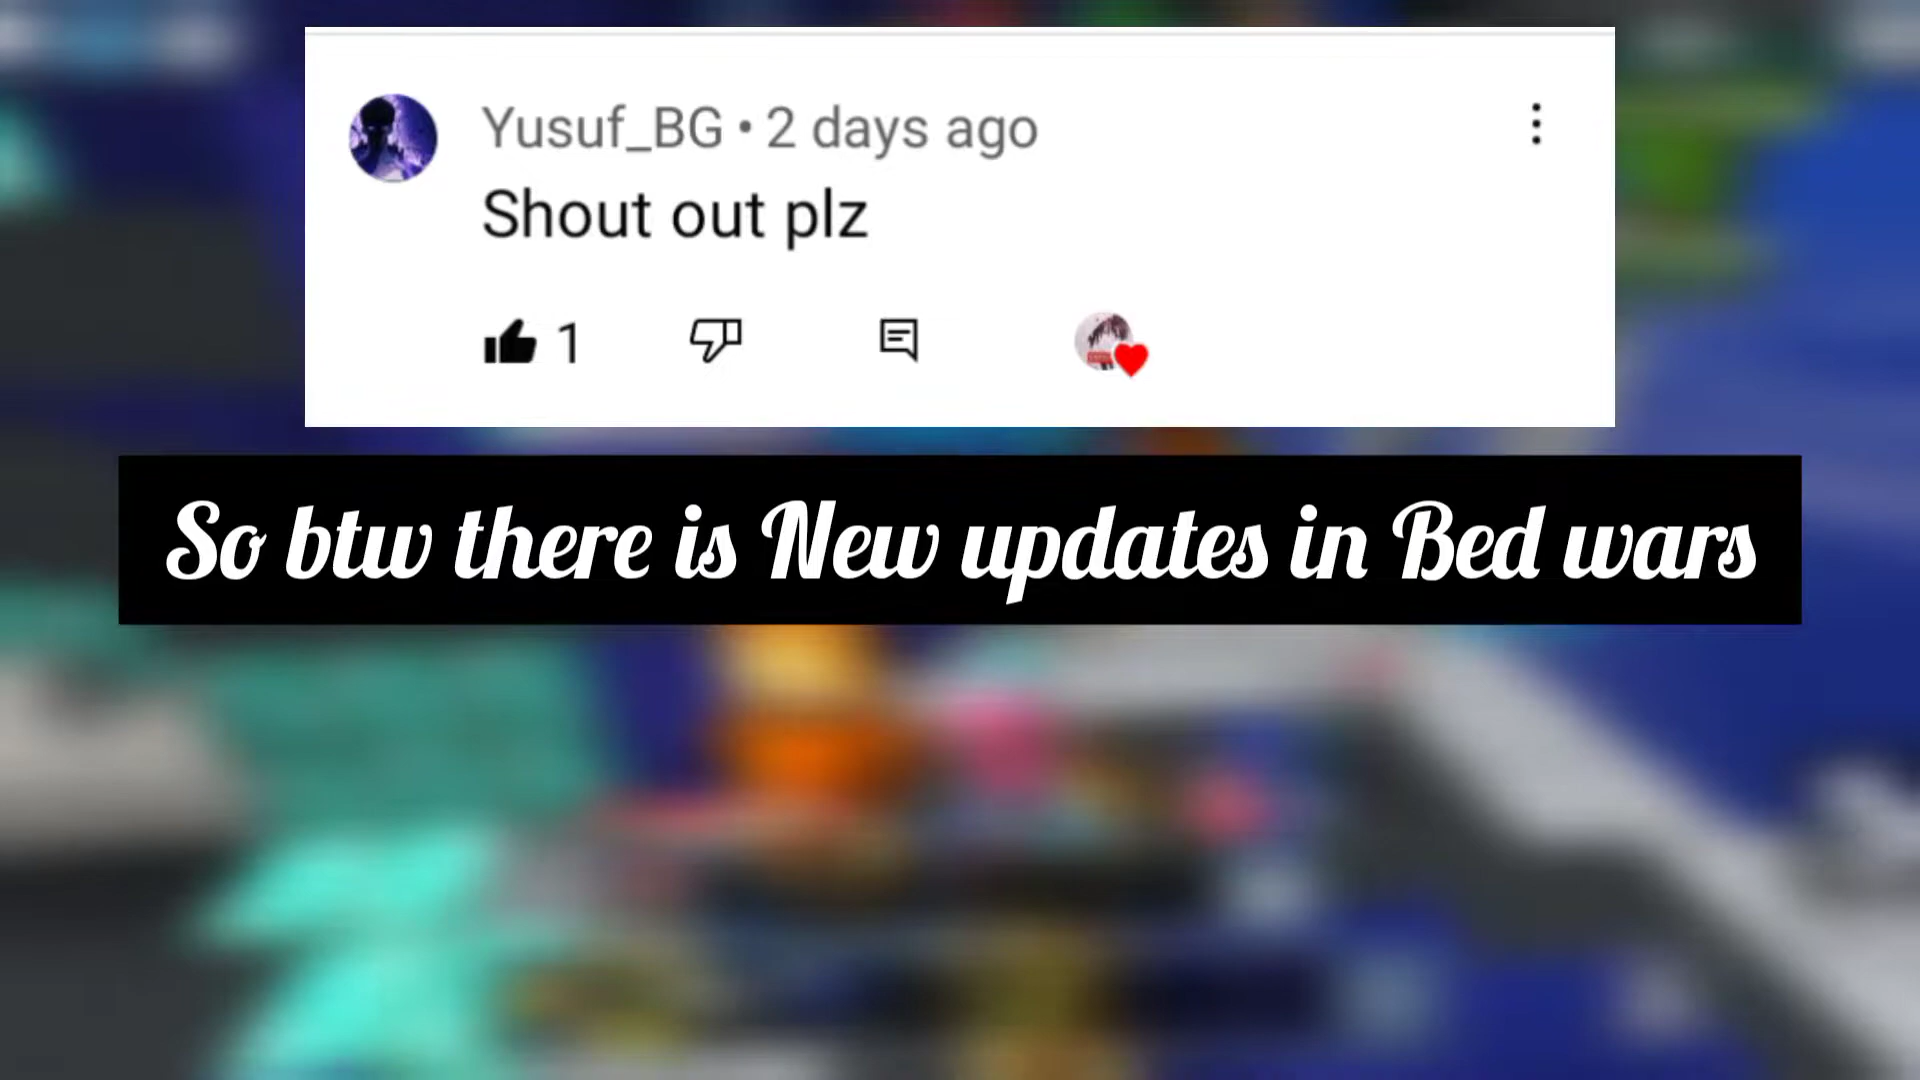 Yusuf_BG • 2 days ago
Shout out plz
1
So btw there is New updates in Bed wars